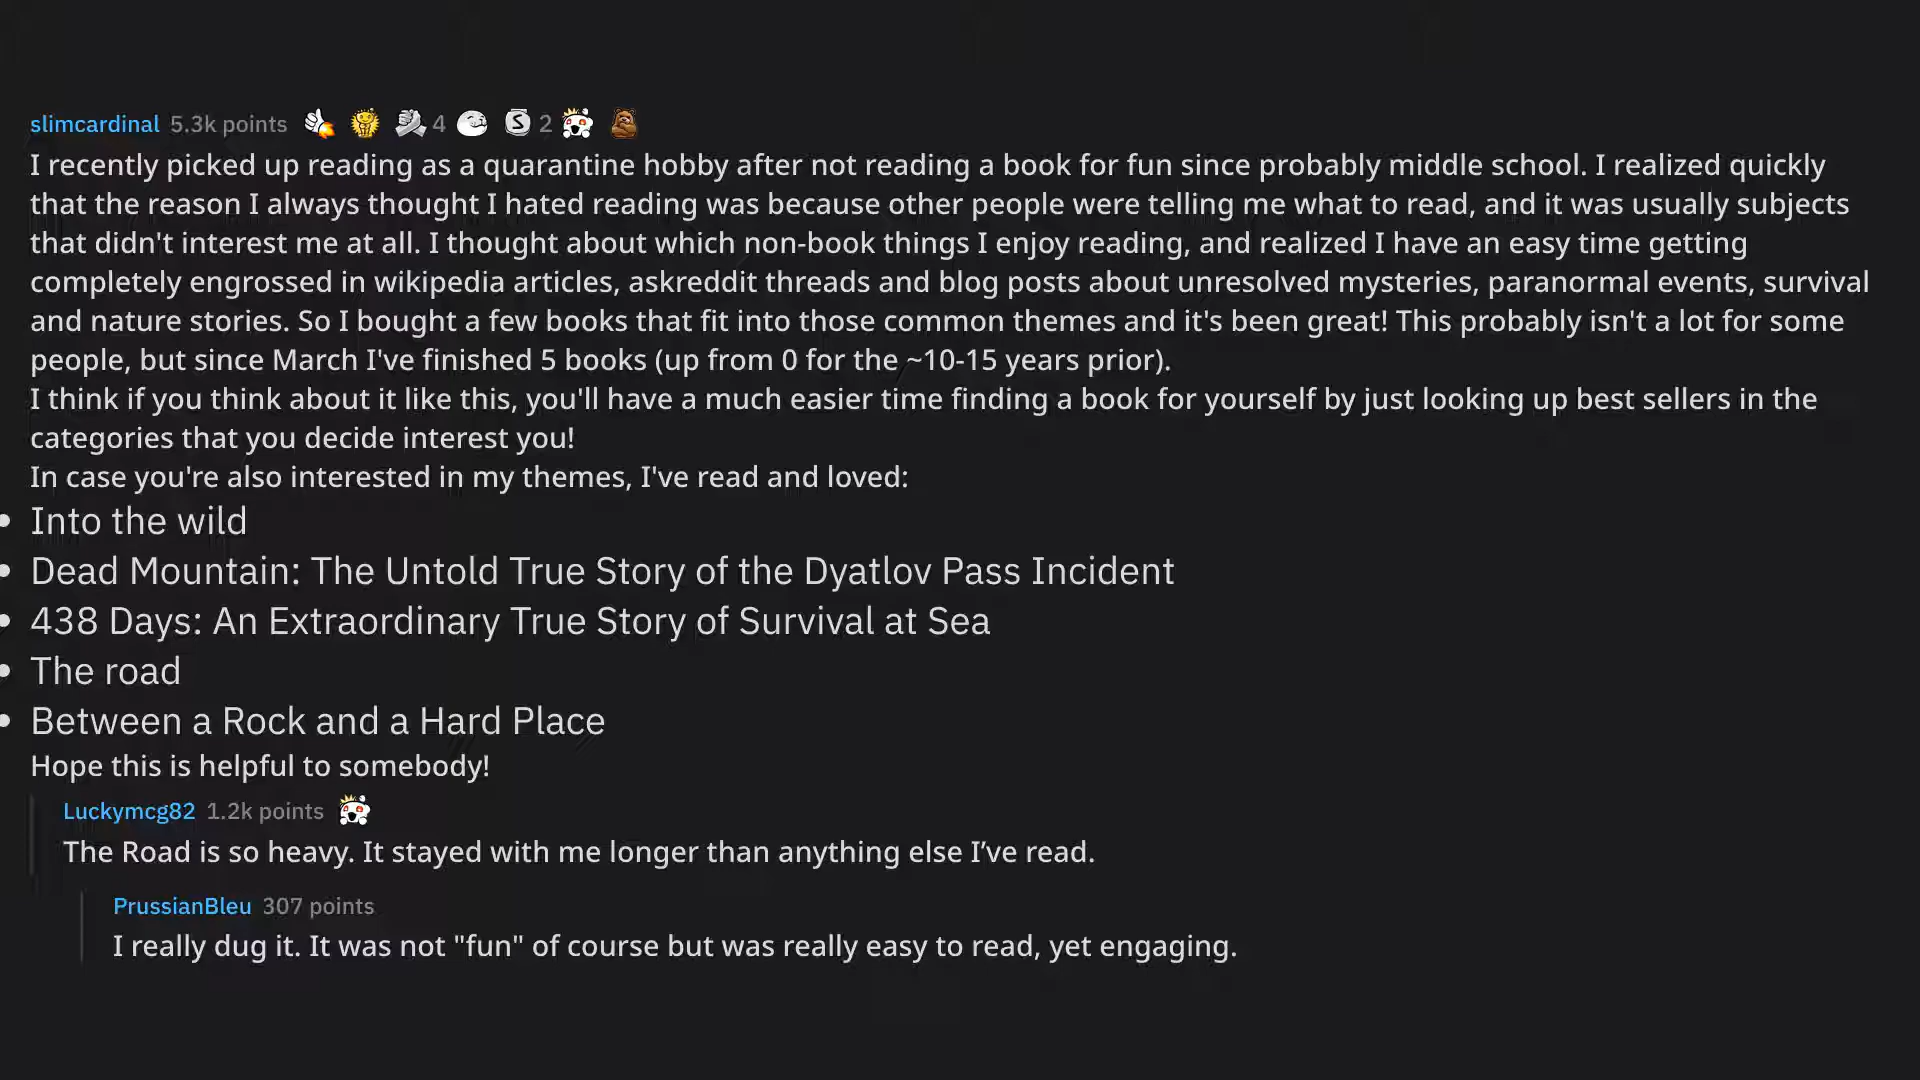 slimcardinal 5.3k points 4 2
I recently picked up reading as a quarantine hobby after not reading a book for fun since probably middle school. I realized quickly
that the reason I always thought I hated reading was because other people were telling me what to read, and it was usually subjects
that didn't interest me at all. I thought about which non-book things I enjoy reading, and realized I have an easy time getting
completely engrossed in wikipedia articles, askreddit threads and blog posts about unresolved mysteries, paranormal events, survival
and nature stories. So I bought a few books that fit into those common themes and it's been great! This probably isn't a lot for some
people, but since March I've finished 5 books (up from 0 for the ~10-15 years prior).
I think if you think about it like this, you'll have a much easier time finding a book for yourself by just looking up best sellers in the
categories that you decide interest you!
In case you're also interested in my themes, I've read and loved:
• Into the wild
• Dead Mountain: The Untold True Story of the Dyatlov Pass Incident
• 438 Days: An Extraordinary True Story of Survival at Sea
• The road
• Between a Rock and a Hard Place
Hope this is helpful to somebody!
Luckymcg82 1.2k points
The Road is so heavy. It stayed with me longer than anything else I’ve read.
PrussianBleu 307 points
I really dug it. It was not "fun" of course but was really easy to read, yet engaging.